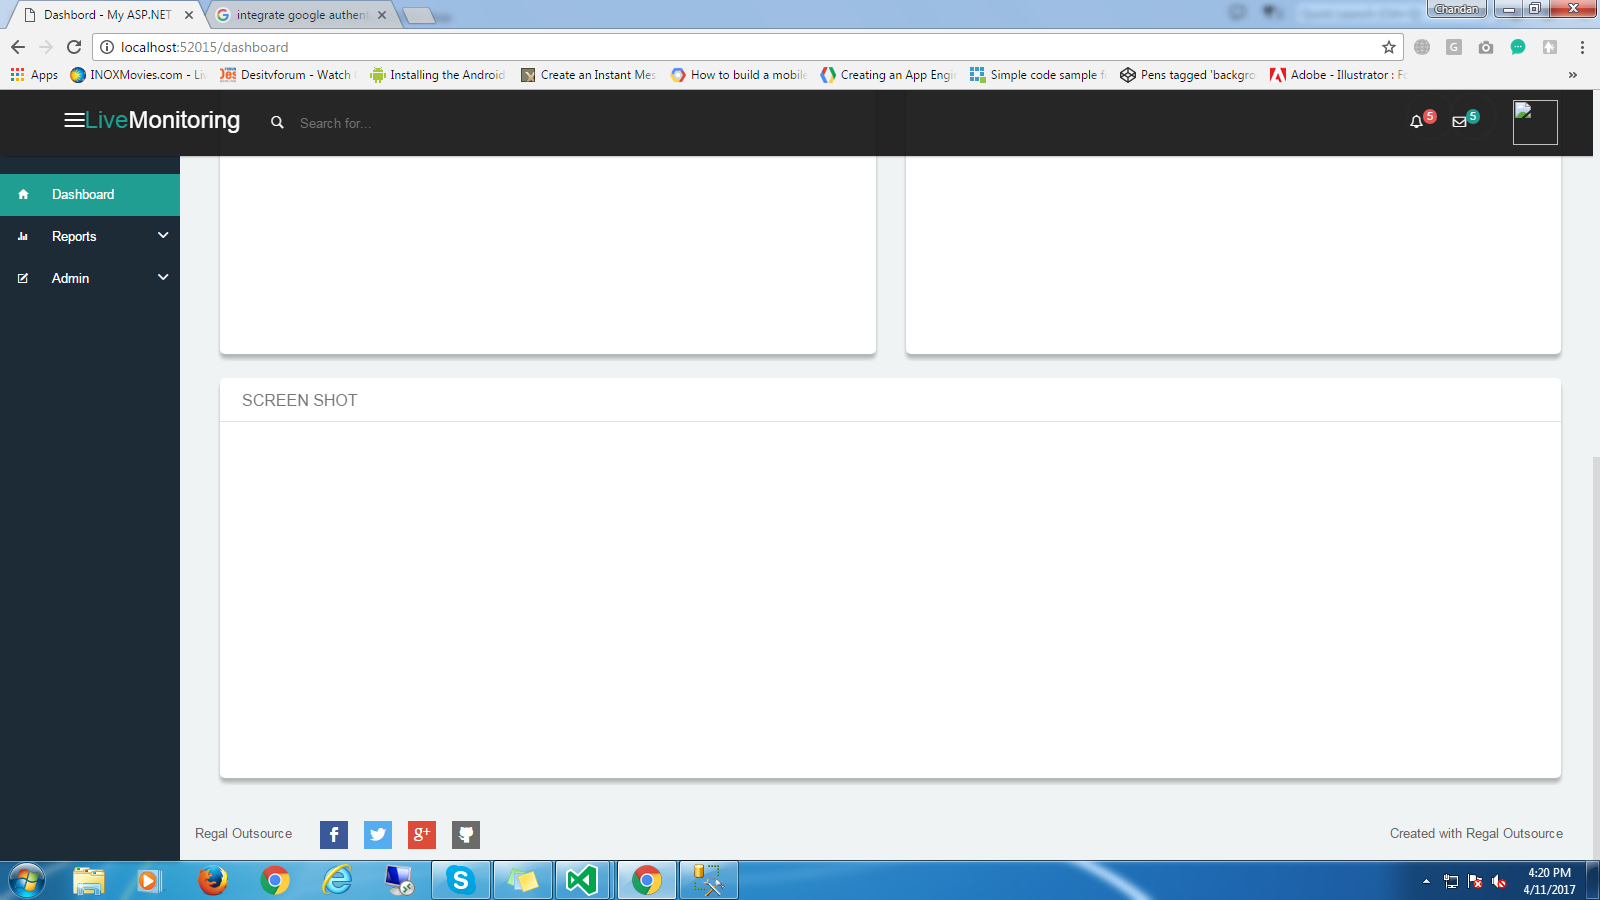 Dashbord - My ASP.NET
integrate google authent
Chandan
localhost:52015/dashboard
Apps
INOXMovies.com - Liv
Desitvforum - Watch
Installing the Android
Create an Instant Mes
How to build a mobile
Creating an App Engi
Simple code sample f
Pens tagged 'backgro
Adobe - Illustrator : Fo
»
LiveMonitoring
Search for...
5
5
Dashboard
Reports
Admin
SCREEN SHOT
Regal Outsource
Created with Regal Outsource
4:20 PM
4/11/2017